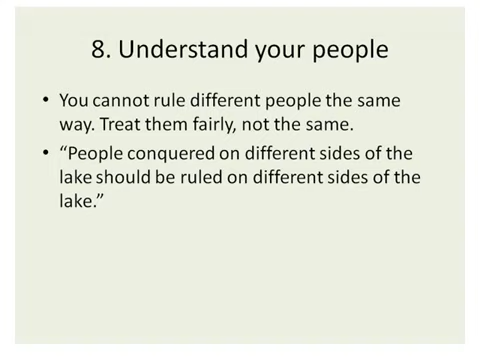 8. Understand your people
• You cannot rule different people the same
way. Treat them fairly, not the same.
• “People conquered on different sides of the
lake should be ruled on different sides of the
lake.”